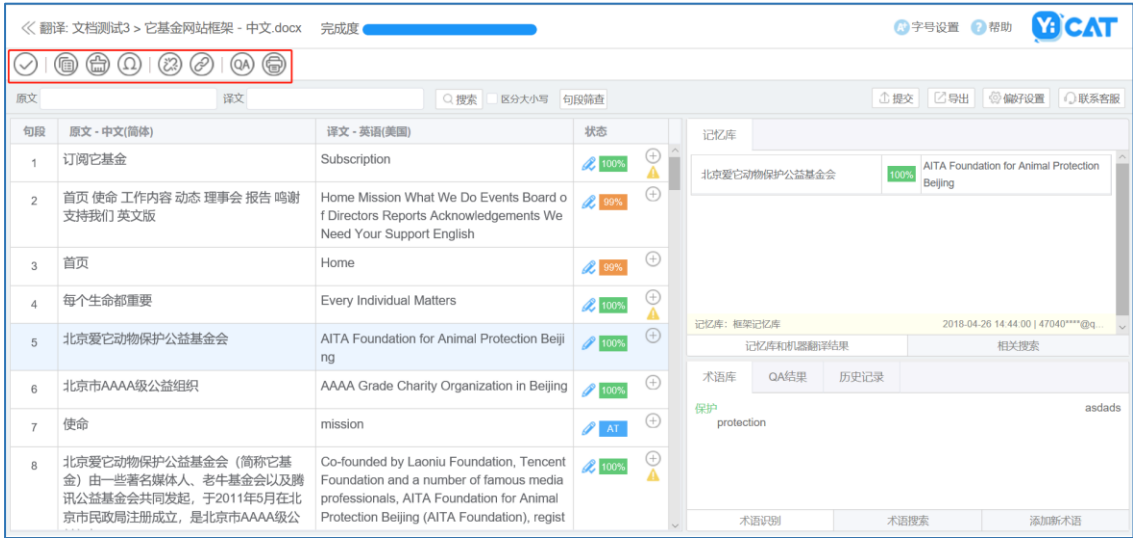 翻译: 文档测试3 > 它基金网站框架 - 中文.docx 完成度
字号设置 帮助 Yi CAT
QA
原文 译文 搜索 区分大小写 句段筛查
提交 导出 偏好设置 联系客服
句段 原文 - 中文(简体) 译文 - 英语(美国) 状态
1 订阅它基金 Subscription 100%
2 首页 使命 工作内容 动态 理事会 报告 鸣谢 Home Mission What We Do Events Board o 99%
支持我们 英文版 f Directors Reports Acknowledgements We
Need Your Support English
3 首页 Home 99%
4 每个生命都重要 Every Individual Matters 100%
5 北京爱它动物保护公益基金会 AITA Foundation for Animal Protection Beiji 100%
ng
6 北京市AAAA级公益组织 AAAA Grade Charity Organization in Beijing 100%
7 使命 mission AT
8 北京爱它动物保护公益基金会（简称它基 Co-founded by Laoniu Foundation, Tencent 100%
金）由一些著名媒体人、老牛基金会以及腾 Foundation and a number of famous media
讯公益基金会共同发起，于2011年5月在北 professionals, AITA Foundation for Animal
京市民政局注册成立，是北京市AAAA级公 Protection Beijing (AITA Foundation), regist
记忆库
北京爱它动物保护公益基金会 100% AITA Foundation for Animal Protection
Beijing
记忆库: 框架记忆库 2018-04-26 14:44:00 | 47040****@q...
记忆库和机器翻译结果 相关搜索
术语库 QA结果 历史记录
保护 asdads
protection
术语识别 术语搜索 添加新术语